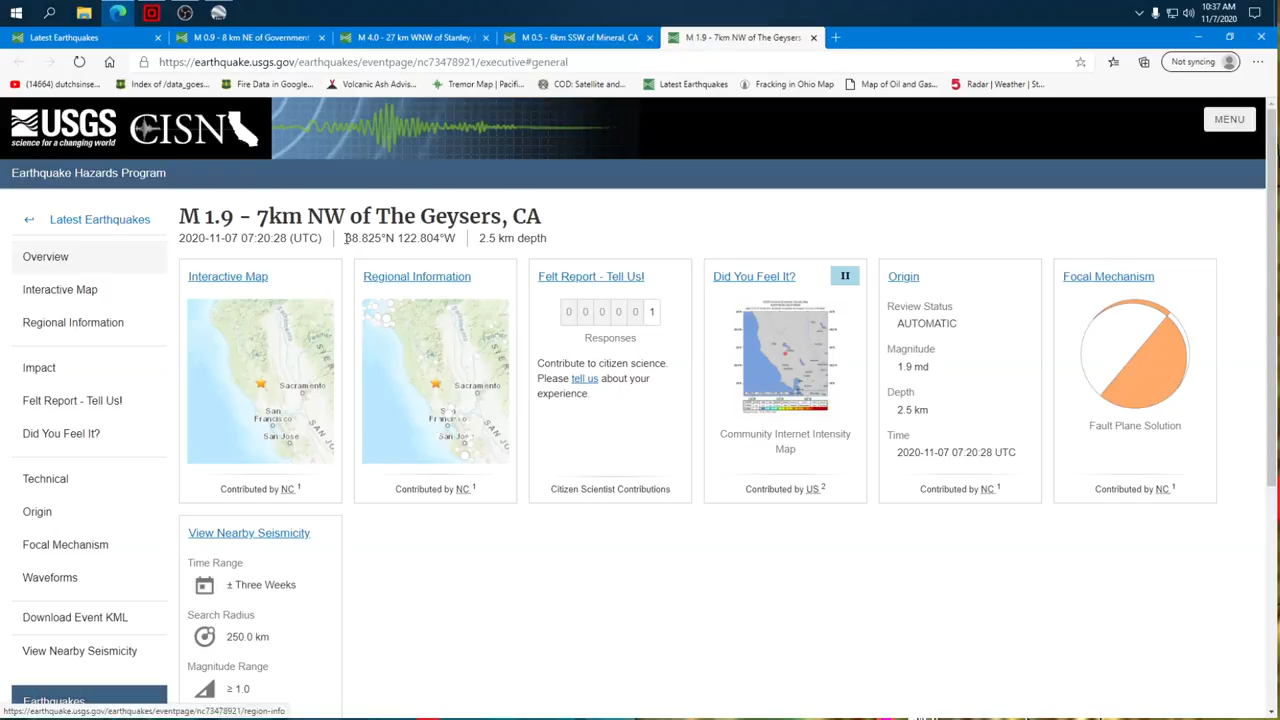 10:37 AM
11/7/2020
Latest Earthquakes
M 0.9 - 8 km NE of Government
M 4.0 - 27 km WNW of Stanley,
M 0.5 - 6km SSW of Mineral, CA
M 1.9 - 7km NW of The Geysers,
https://earthquake.usgs.gov/earthquakes/eventpage/nc73478921/executive#general
Not syncing
(14664) dutchsinse...
Index of /data_goes...
Fire Data in Google...
Volcanic Ash Advis...
Tremor Map | Pacifi...
COD: Satellite and...
Latest Earthquakes
Fracking in Ohio Map
Map of Oil and Gas...
Radar | Weather | St...
USGS
science for a changing world
CISN
MENU
Earthquake Hazards Program
Latest Earthquakes
Overview
Interactive Map
Regional Information
Impact
Felt Report - Tell Us!
Did You Feel It?
Technical
Origin
Focal Mechanism
Waveforms
Download Event KML
View Nearby Seismicity
Earthquakes
M 1.9 - 7km NW of The Geysers, CA
2020-11-07 07:20:28 (UTC)
38.825°N 122.804°W
2.5 km depth
Interactive Map
Sacramento
San
Francisco
San Jose
Contributed by NC 1
Regional Information
Sacramento
San
Francisco
San Jose
Contributed by NC 1
Felt Report - Tell Us!
0 0 0 0 0 1
Responses
Contribute to citizen science.
Please tell us about your
experience.
Citizen Scientist Contributions
Did You Feel It?
II
Community Internet Intensity
Map
Contributed by US 2
Origin
Review Status
AUTOMATIC
Magnitude
1.9 md
Depth
2.5 km
Time
2020-11-07 07:20:28 UTC
Contributed by NC 1
Focal Mechanism
Fault Plane Solution
Contributed by NC 1
View Nearby Seismicity
Time Range
± Three Weeks
Search Radius
250.0 km
Magnitude Range
≥ 1.0
https://earthquake.usgs.gov/earthquakes/eventpage/nc73478921/region-info